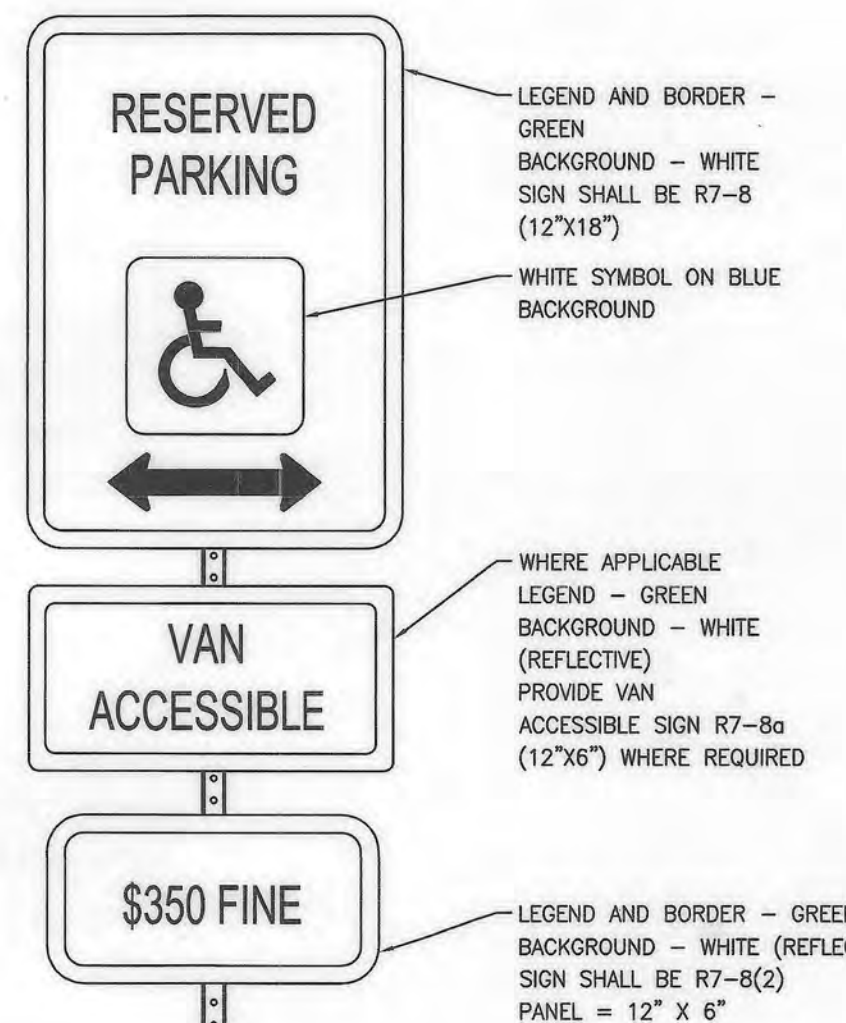 RESERVED
PARKING
LEGEND AND BORDER –
GREEN
BACKGROUND – WHITE
SIGN SHALL BE R7–8
(12"X18")
WHITE SYMBOL ON BLUE
BACKGROUND
VAN
ACCESSIBLE
WHERE APPLICABLE
LEGEND – GREEN
BACKGROUND – WHITE
(REFLECTIVE)
PROVIDE VAN
ACCESSIBLE SIGN R7–8a
(12"X6") WHERE REQUIRED
$350 FINE
LEGEND AND BORDER –
BACKGROUND – WHITE
SIGN SHALL BE R7–8(2)
PANEL = 12" X 6"